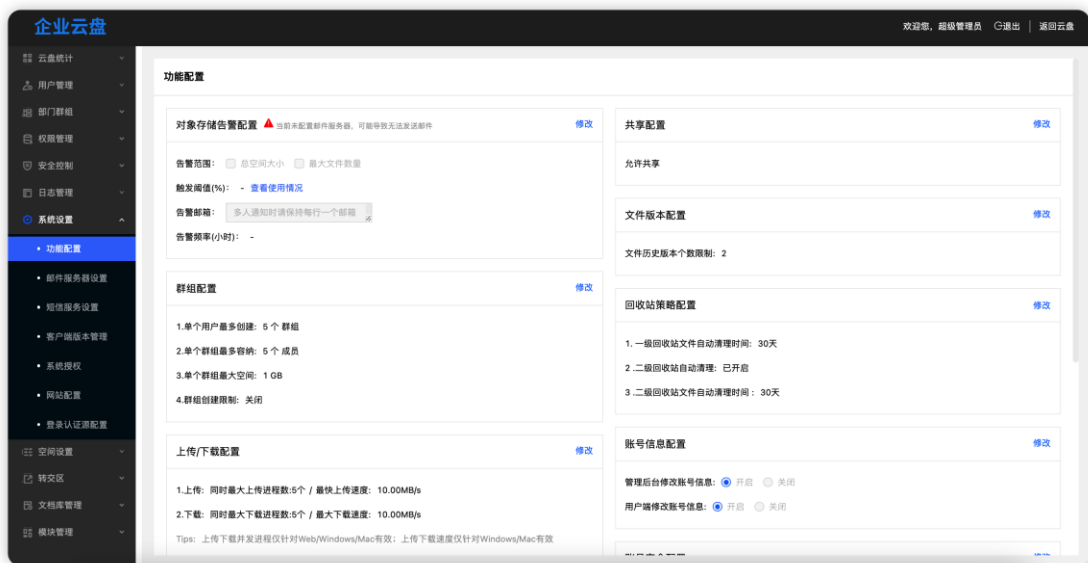 企业云盘
欢迎您，超级管理员 退出 | 返回云盘
云盘统计
用户管理
部门群组
权限管理
安全控制
日志管理
系统设置
• 功能配置
• 邮件服务器设置
• 短信服务设置
• 客户端版本管理
• 系统授权
• 网站配置
• 登录认证源配置
空间设置
转交区
文档库管理
模块管理
功能配置
对象存储告警配置 当前未配置邮件服务器，可能导致无法发送邮件 修改
告警范围： 总空间大小 最大文件数量
触发阈值(%)： - 查看使用情况
告警邮箱： 多人通知时请保持每行一个邮箱
告警频率(小时)： -
群组配置 修改
1.单个用户最多创建: 5 个 群组
2.单个群组最多容纳: 5 个 成员
3.单个群组最大空间: 1 GB
4.群组创建限制: 关闭
上传/下载配置 修改
1.上传: 同时最大上传进程数:5个 / 最快上传速度: 10.00MB/s
2.下载: 同时最大下载进程数:5个 / 最大下载速度: 10.00MB/s
Tips: 上传下载并发进程仅针对Web/Windows/Mac有效；上传下载速度仅针对Windows/Mac有效
共享配置 修改
允许共享
文件版本配置 修改
文件历史版本个数限制: 2
回收站策略配置 修改
1. 一级回收站文件自动清理时间: 30天
2 .二级回收站自动清理: 已开启
3 .二级回收站文件自动清理时间 : 30天
账号信息配置 修改
管理后台修改账号信息: 开启 关闭
用户端修改账号信息: 开启 关闭